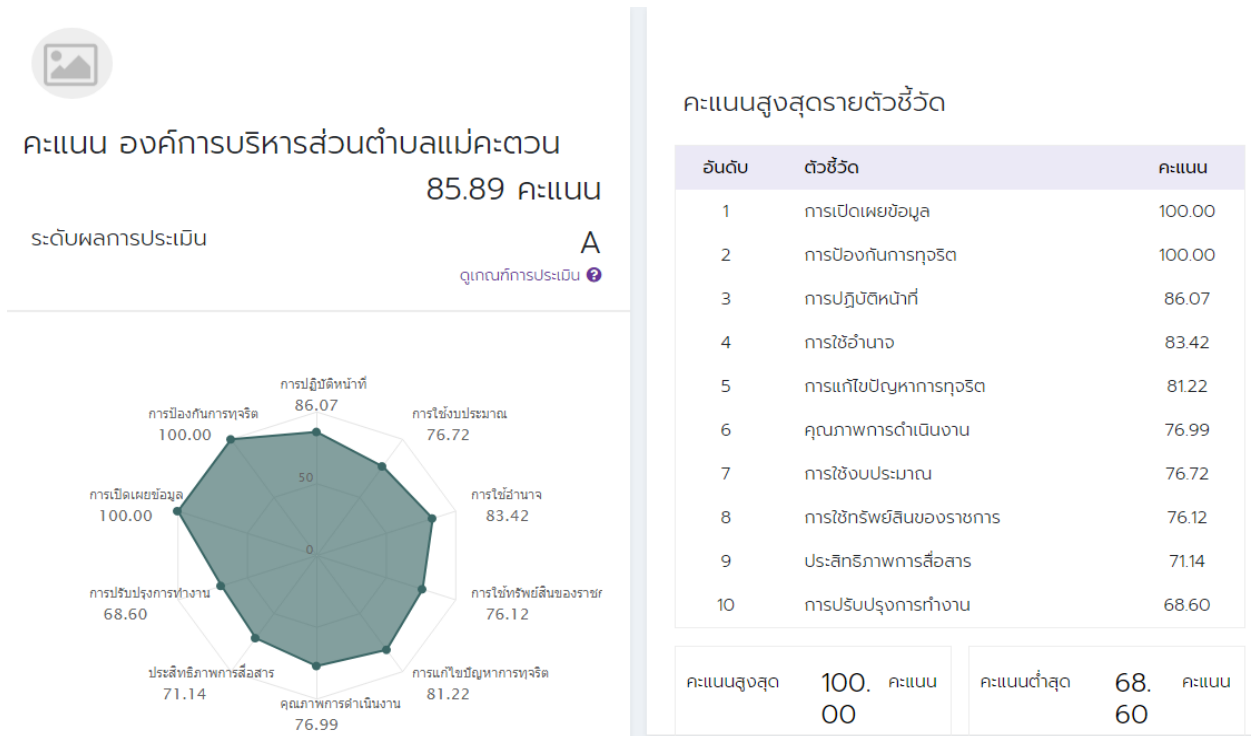 คะแนน องค์การบริหารส่วนตำบลแม่คะตวน
85.89 คะแนน
ระดับผลการประเมิน A
ดูเกณฑ์การประเมิน ?
การปฏิบัติหน้าที่
86.07
การป้องกันการทุจริต
100.00
การใช้งบประมาณ
76.72
50
การเปิดเผยข้อมูล
100.00
การใช้อำนาจ
83.42
0
การปรับปรุงการทำงาน
68.60
การใช้ทรัพย์สินของราชก
76.12
ประสิทธิภาพการสื่อสาร
71.14
การแก้ไขปัญหาการทุจริต
81.22
คุณภาพการดำเนินงาน
76.99
คะแนนสูงสุดรายตัวชี้วัด
อันดับ ตัวชี้วัด คะแนน
1 การเปิดเผยข้อมูล 100.00
2 การป้องกันการทุจริต 100.00
3 การปฏิบัติหน้าที่ 86.07
4 การใช้อำนาจ 83.42
5 การแก้ไขปัญหาการทุจริต 81.22
6 คุณภาพการดำเนินงาน 76.99
7 การใช้งบประมาณ 76.72
8 การใช้ทรัพย์สินของราชการ 76.12
9 ประสิทธิภาพการสื่อสาร 71.14
10 การปรับปรุงการทำงาน 68.60
คะแนนสูงสุด 100. คะแนน
00
คะแนนต่ำสุด 68. คะแนน
60